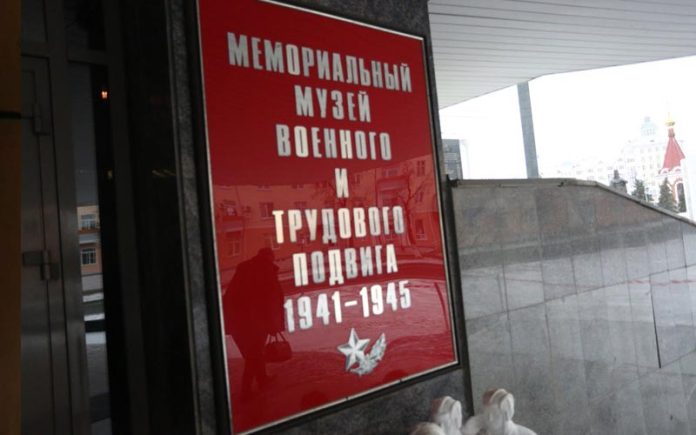 МЕМОРИАЛЬНЫЙ
МУЗЕЙ
ВОЕННОГО
И
ТРУДОВОГО
ПОДВИГА
1941–1945